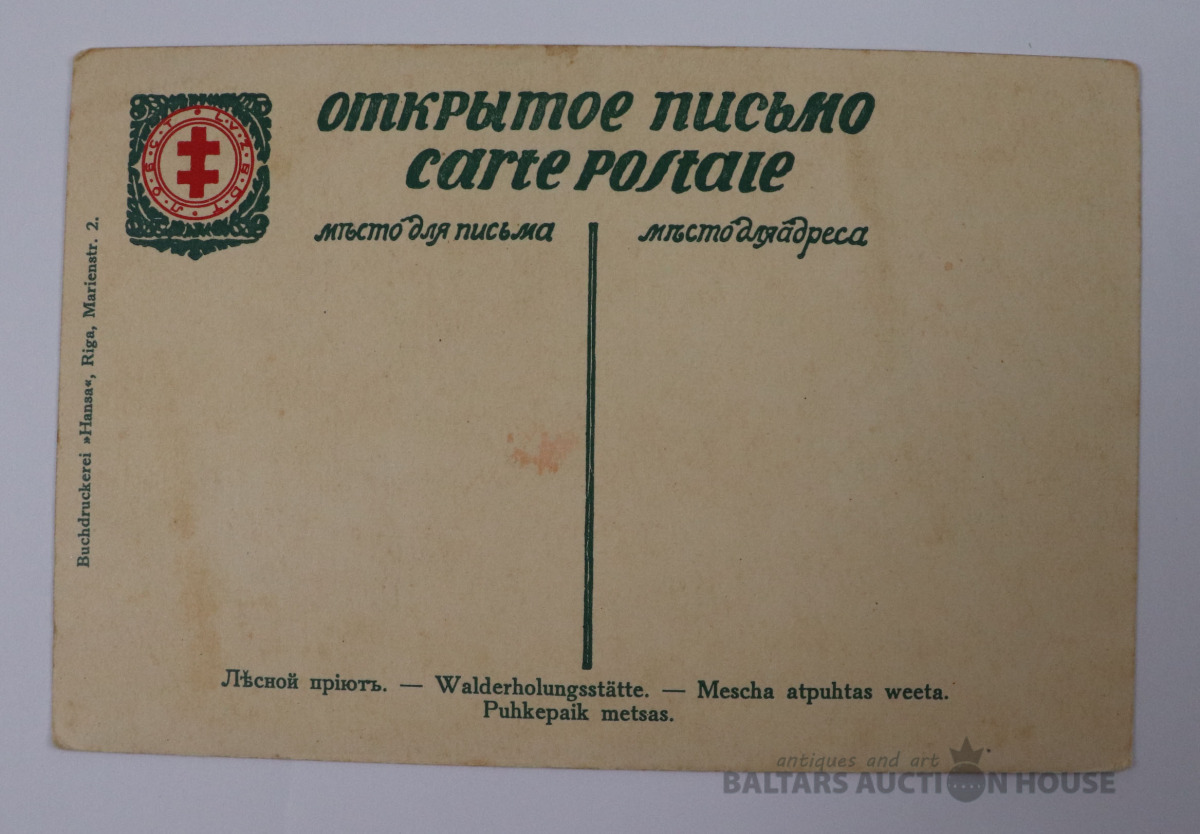 открытое письмо
carte postale
мѣсто для письма
мѣсто для адреса
Buchdruckerei »Hansa«, Riga, Marienstr. 2.
Лѣсной пріютъ. — Walderholungsstätte. — Mescha atpuhtas weeta.
Puhkepaik metsas.
antiques and art
BALTARS AUCTION HOUSE